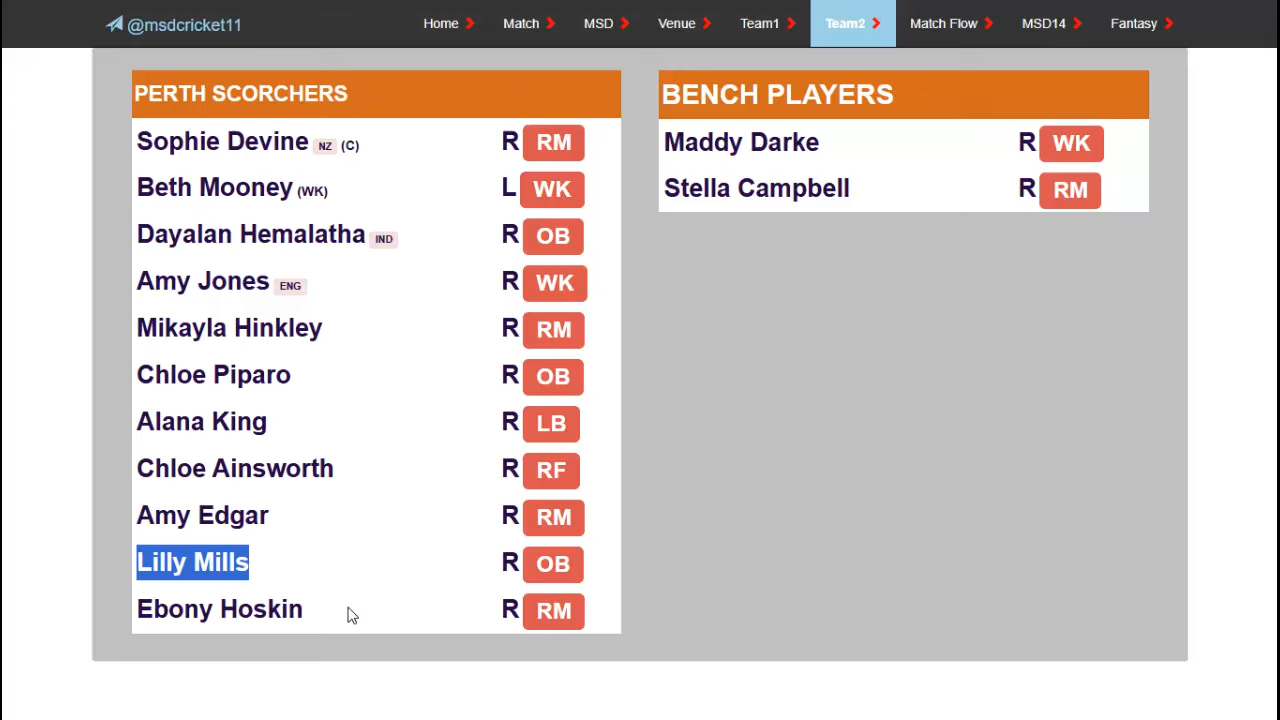 @msdcricket11 Home Match MSD Venue Team1 Team2 Match Flow MSD14 Fantasy
PERTH SCORCHERS
Sophie Devine NZ (C) R RM
Beth Mooney (WK) L WK
Dayalan Hemalatha IND R OB
Amy Jones ENG R WK
Mikayla Hinkley R RM
Chloe Piparo R OB
Alana King R LB
Chloe Ainsworth R RF
Amy Edgar R RM
Lilly Mills R OB
Ebony Hoskin R RM
BENCH PLAYERS
Maddy Darke R WK
Stella Campbell R RM